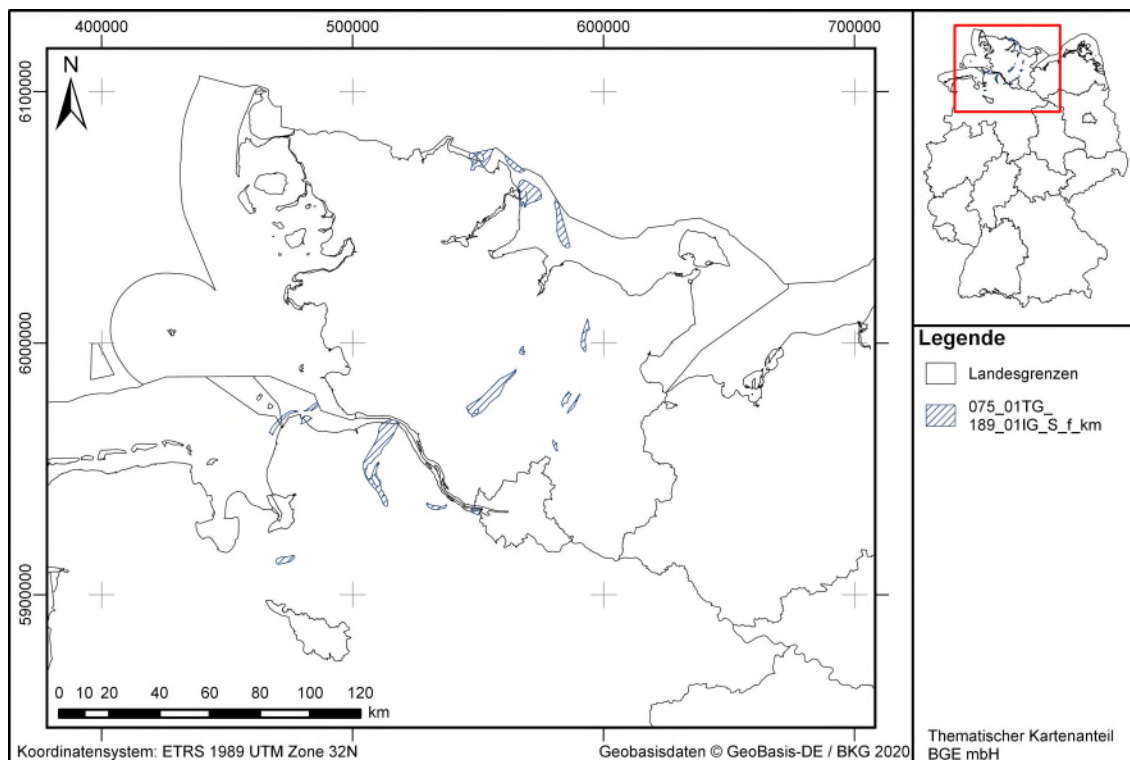 400000 500000 600000 700000
N
6100000
6000000
5900000
0 10 20 40 60 80 100 120
km
Koordinatensystem: ETRS 1989 UTM Zone 32N
Geobasisdaten © GeoBasis-DE / BKG 2020
Legende
Landesgrenzen
075_01TG_
189_01IG_S_f_km
Thematischer Kartenanteil
BGE mbH